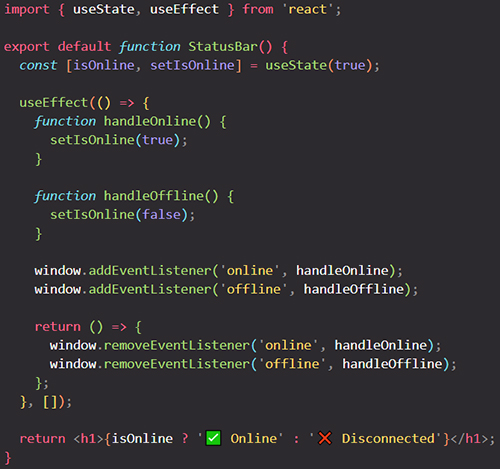 import { useState, useEffect } from 'react';
export default function StatusBar() {
const [isOnline, setIsOnline] = useState(true);
useEffect(() => {
function handleOnline() {
setIsOnline(true);
}
function handleOffline() {
setIsOnline(false);
}
window.addEventListener('online', handleOnline);
window.addEventListener('offline', handleOffline);
return () => {
window.removeEventListener('online', handleOnline);
window.removeEventListener('offline', handleOffline);
};
}, []);
return <h1>{isOnline ? '✅ Online' : '❌ Disconnected'}</h1>;
}